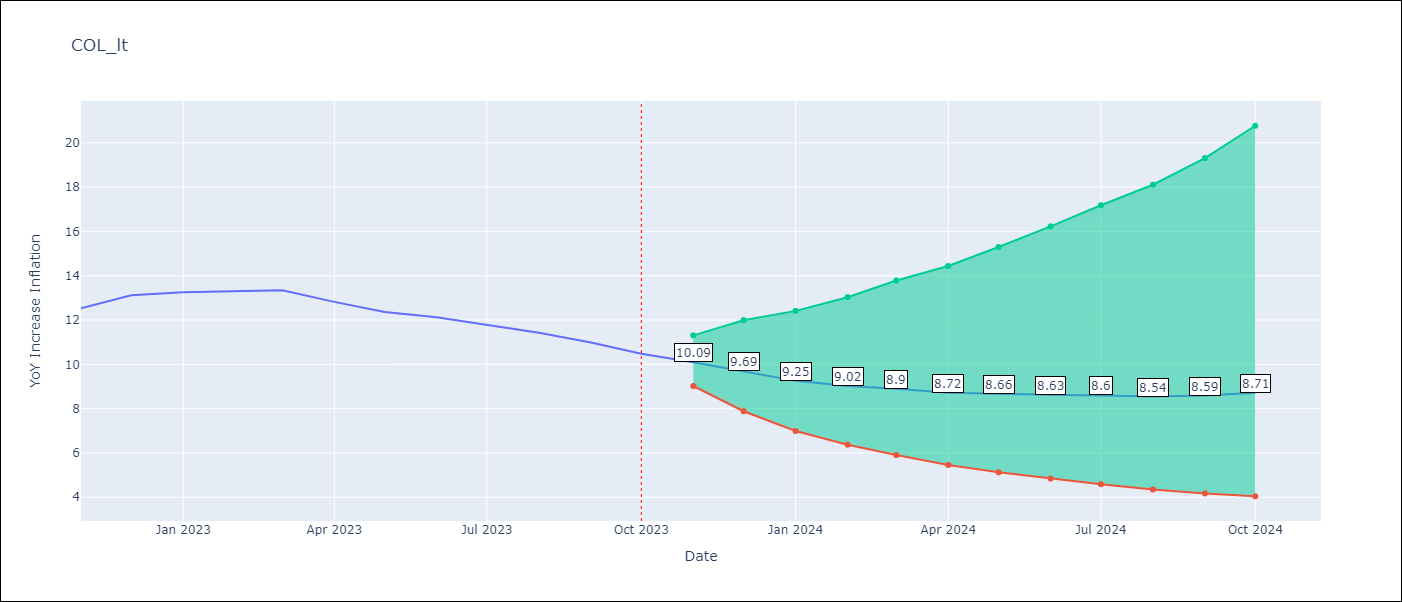 COL_lt
YoY Increase Inflation
20
18
16
14
12
10
8
6
4
10.09
9.69
9.25
9.02
8.9
8.72
8.66
8.63
8.6
8.54
8.59
8.71
Jan 2023
Apr 2023
Jul 2023
Oct 2023
Jan 2024
Apr 2024
Jul 2024
Oct 2024
Date